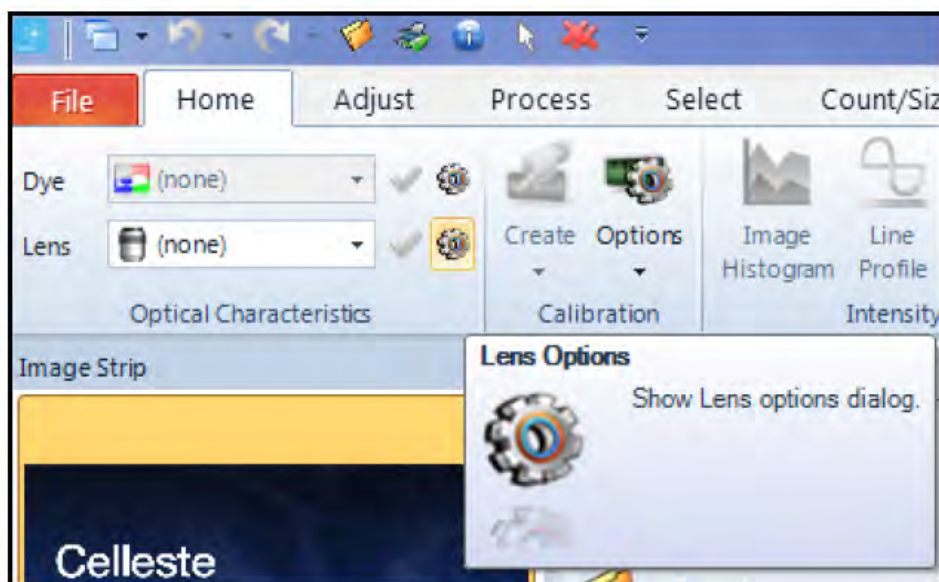 File Home Adjust Process Select Count/Siz
Dye (none)
Lens (none)
Create Options Image Line
Histogram Profile
Optical Characteristics Calibration Intensity
Image Strip
Lens Options
Show Lens options dialog.
Celleste